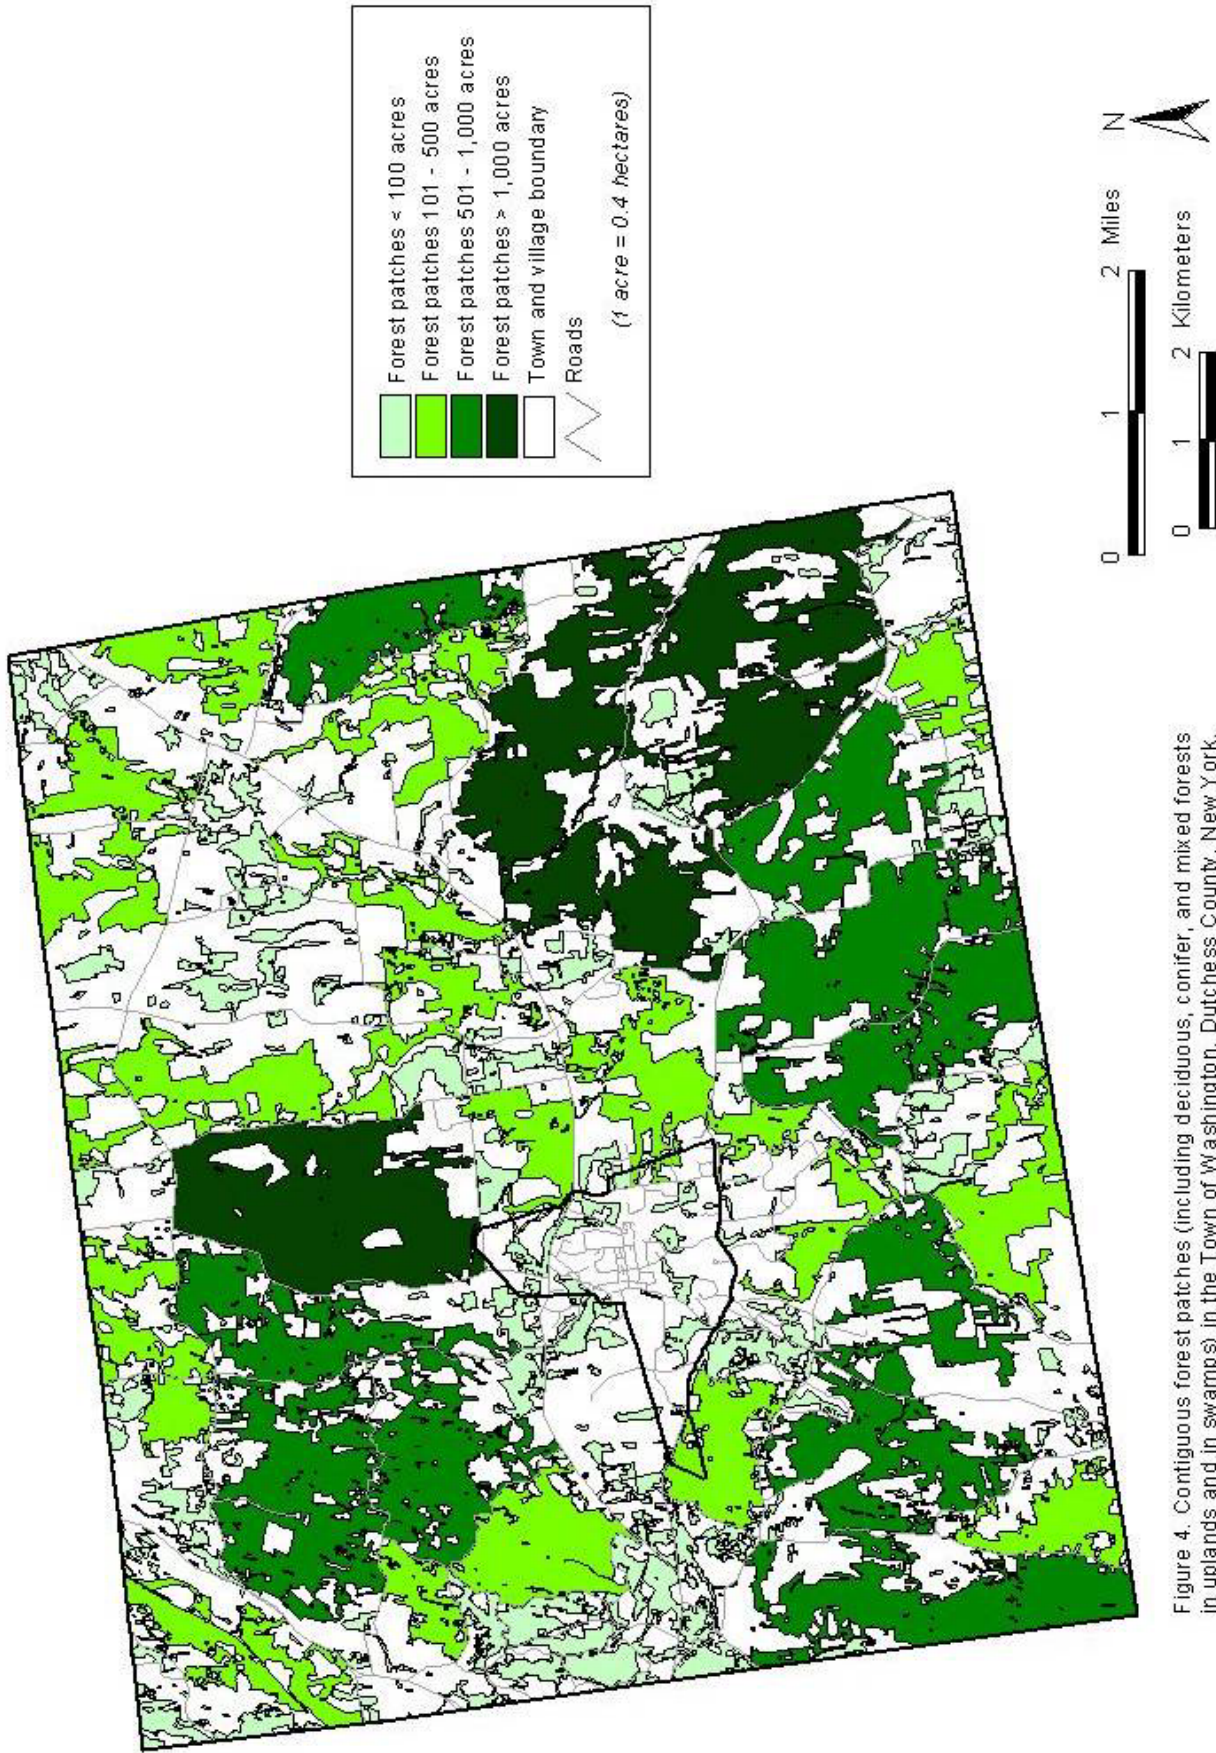 Forest patches < 100 acres
Forest patches 101 - 500 acres
Forest patches 501 - 1,000 acres
Forest patches > 1,000 acres
Town and village boundary
Roads
(1 acre = 0.4 hectares)
N
0 1 2 Miles
0 1 2 Kilometers
Figure 4. Contiguous forest patches (including deciduous, conifer, and mixed forests
in uplands and in swamps) in the Town of Washington, Dutchess County, New York.